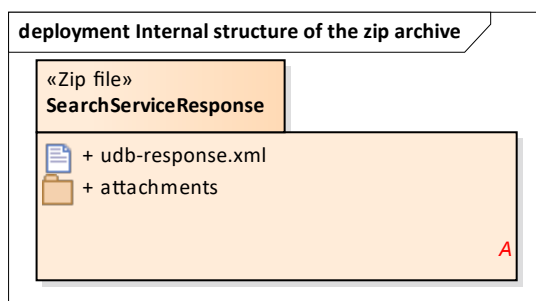 deployment Internal structure of the zip archive
«Zip file»
SearchServiceResponse
+ udb-response.xml
+ attachments
A